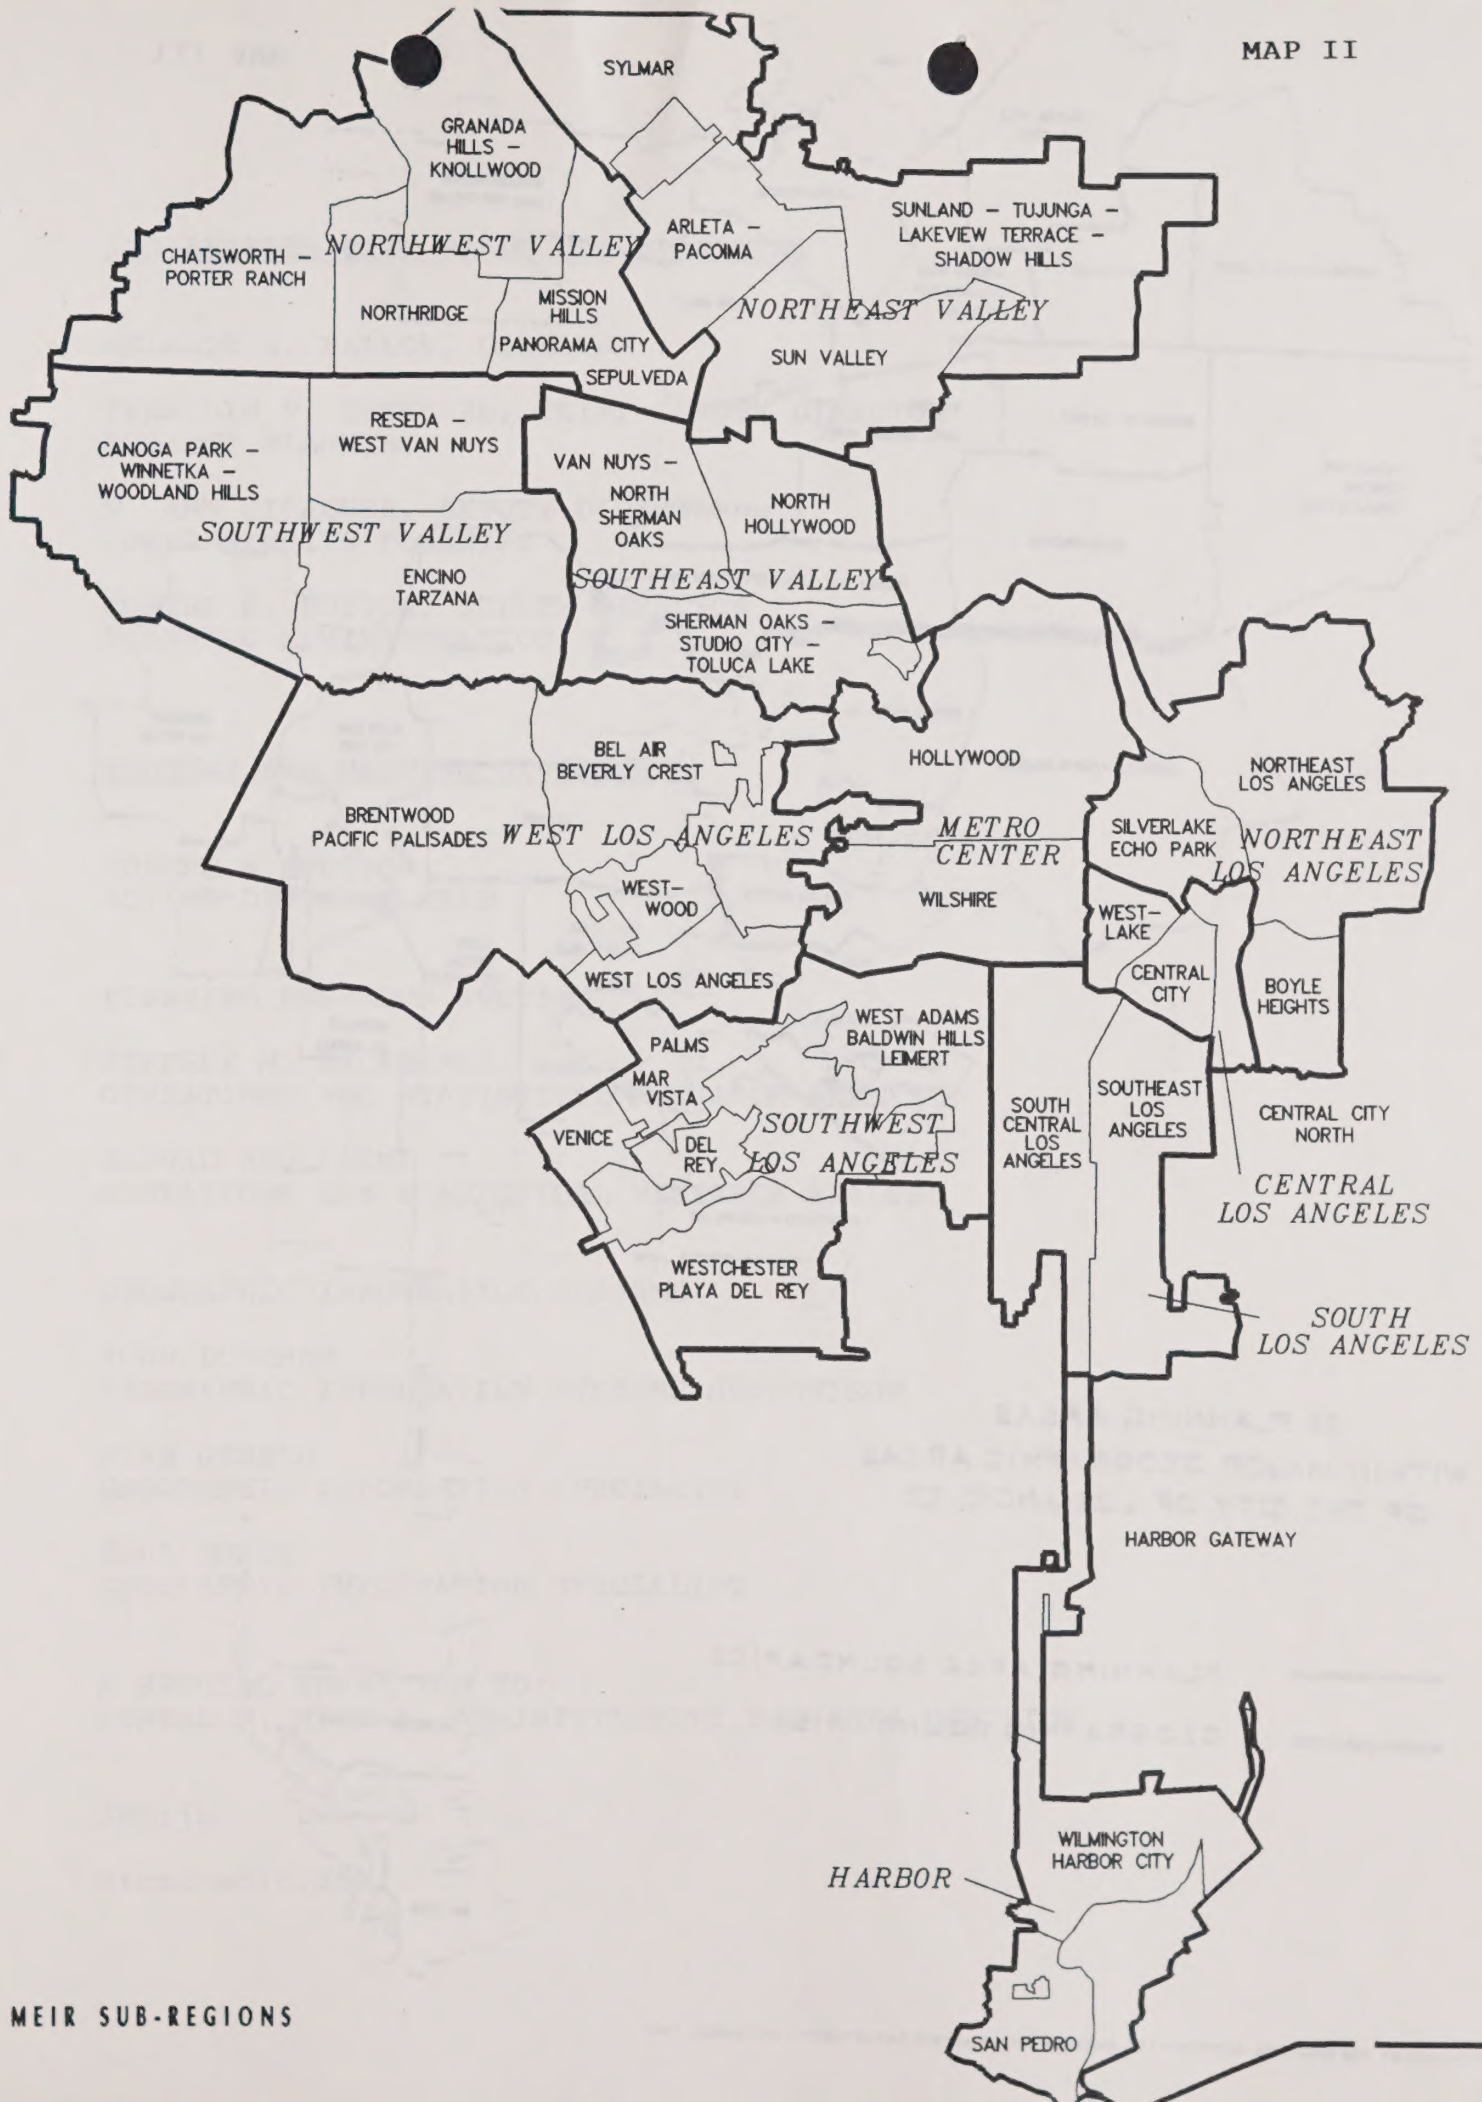 MAP II
SYLMAR
GRANADA
HILLS –
KNOLLWOOD
SUNLAND – TUJUNGA –
LAKEVIEW TERRACE –
SHADOW HILLS
ARLETA –
PACOIMA
NORTHWEST VALLEY
CHATSWORTH –
PORTER RANCH
NORTHRIDGE
MISSION
HILLS
PANORAMA CITY
SEPULVEDA
NORTHEAST VALLEY
SUN VALLEY
RESEDA –
WEST VAN NUYS
CANOGA PARK –
WINNETKA –
WOODLAND HILLS
VAN NUYS –
NORTH
SHERMAN
OAKS
NORTH
HOLLYWOOD
SOUTHWEST VALLEY
ENCINO
TARZANA
SOUTHEAST VALLEY
SHERMAN OAKS –
STUDIO CITY –
TOLUCA LAKE
BEL AIR
BEVERLY CREST
HOLLYWOOD
NORTHEAST
LOS ANGELES
BRENTWOOD
PACIFIC PALISADES
WEST LOS ANGELES
METRO
CENTER
SILVERLAKE
ECHO PARK
NORTHEAST
LOS ANGELES
WEST–
WOOD
WILSHIRE
WEST–
LAKE
WEST LOS ANGELES
CENTRAL
CITY
BOYLE
HEIGHTS
WEST ADAMS
BALDWIN HILLS
LEIMERT
PALMS
MAR
VISTA
VENICE
DEL
REY
SOUTHWEST
LOS ANGELES
SOUTH
CENTRAL
LOS
ANGELES
SOUTHEAST
LOS
ANGELES
CENTRAL CITY
NORTH
CENTRAL
LOS ANGELES
WESTCHESTER
PLAYA DEL REY
SOUTH
LOS ANGELES
HARBOR GATEWAY
WILMINGTON
HARBOR CITY
HARBOR
SAN PEDRO
MEIR SUB-REGIONS